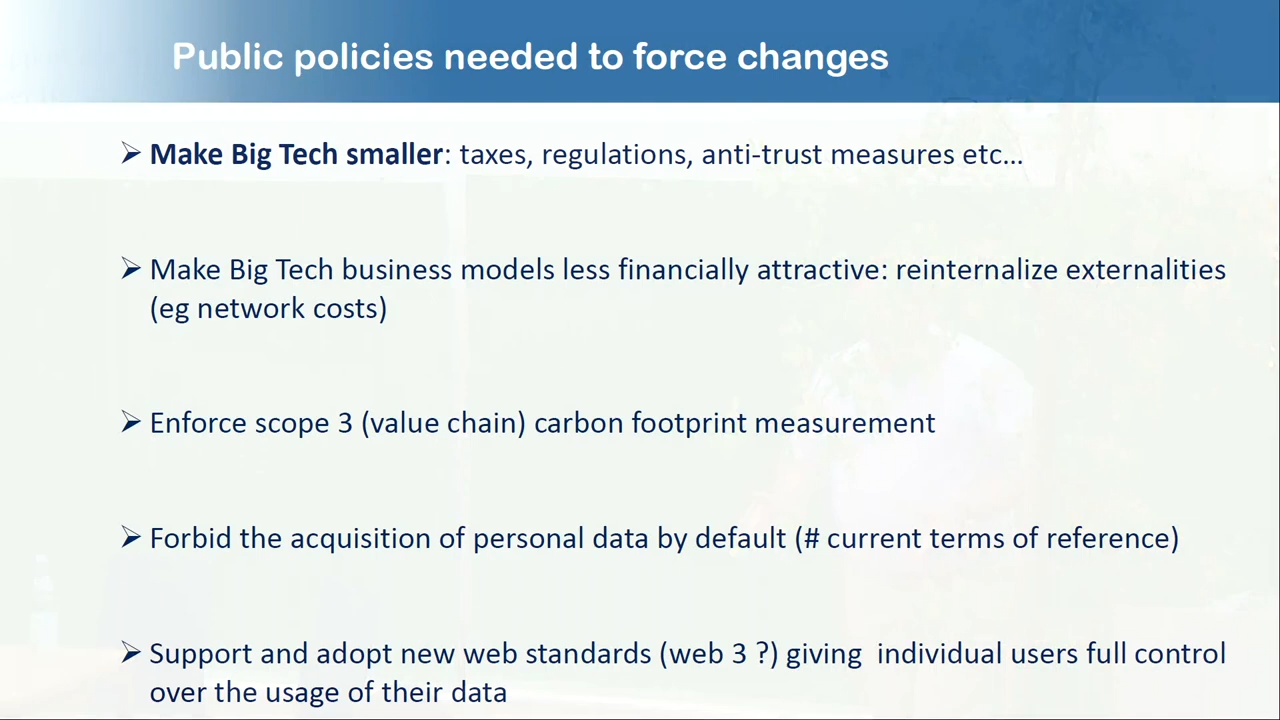 Public policies needed to force changes
Make Big Tech smaller: taxes, regulations, anti-trust measures etc...
Make Big Tech business models less financially attractive: reinternalize externalities
(eg network costs)
Enforce scope 3 (value chain) carbon footprint measurement
Forbid the acquisition of personal data by default (# current terms of reference)
Support and adopt new web standards (web 3 ?) giving  individual users full control
over the usage of their data